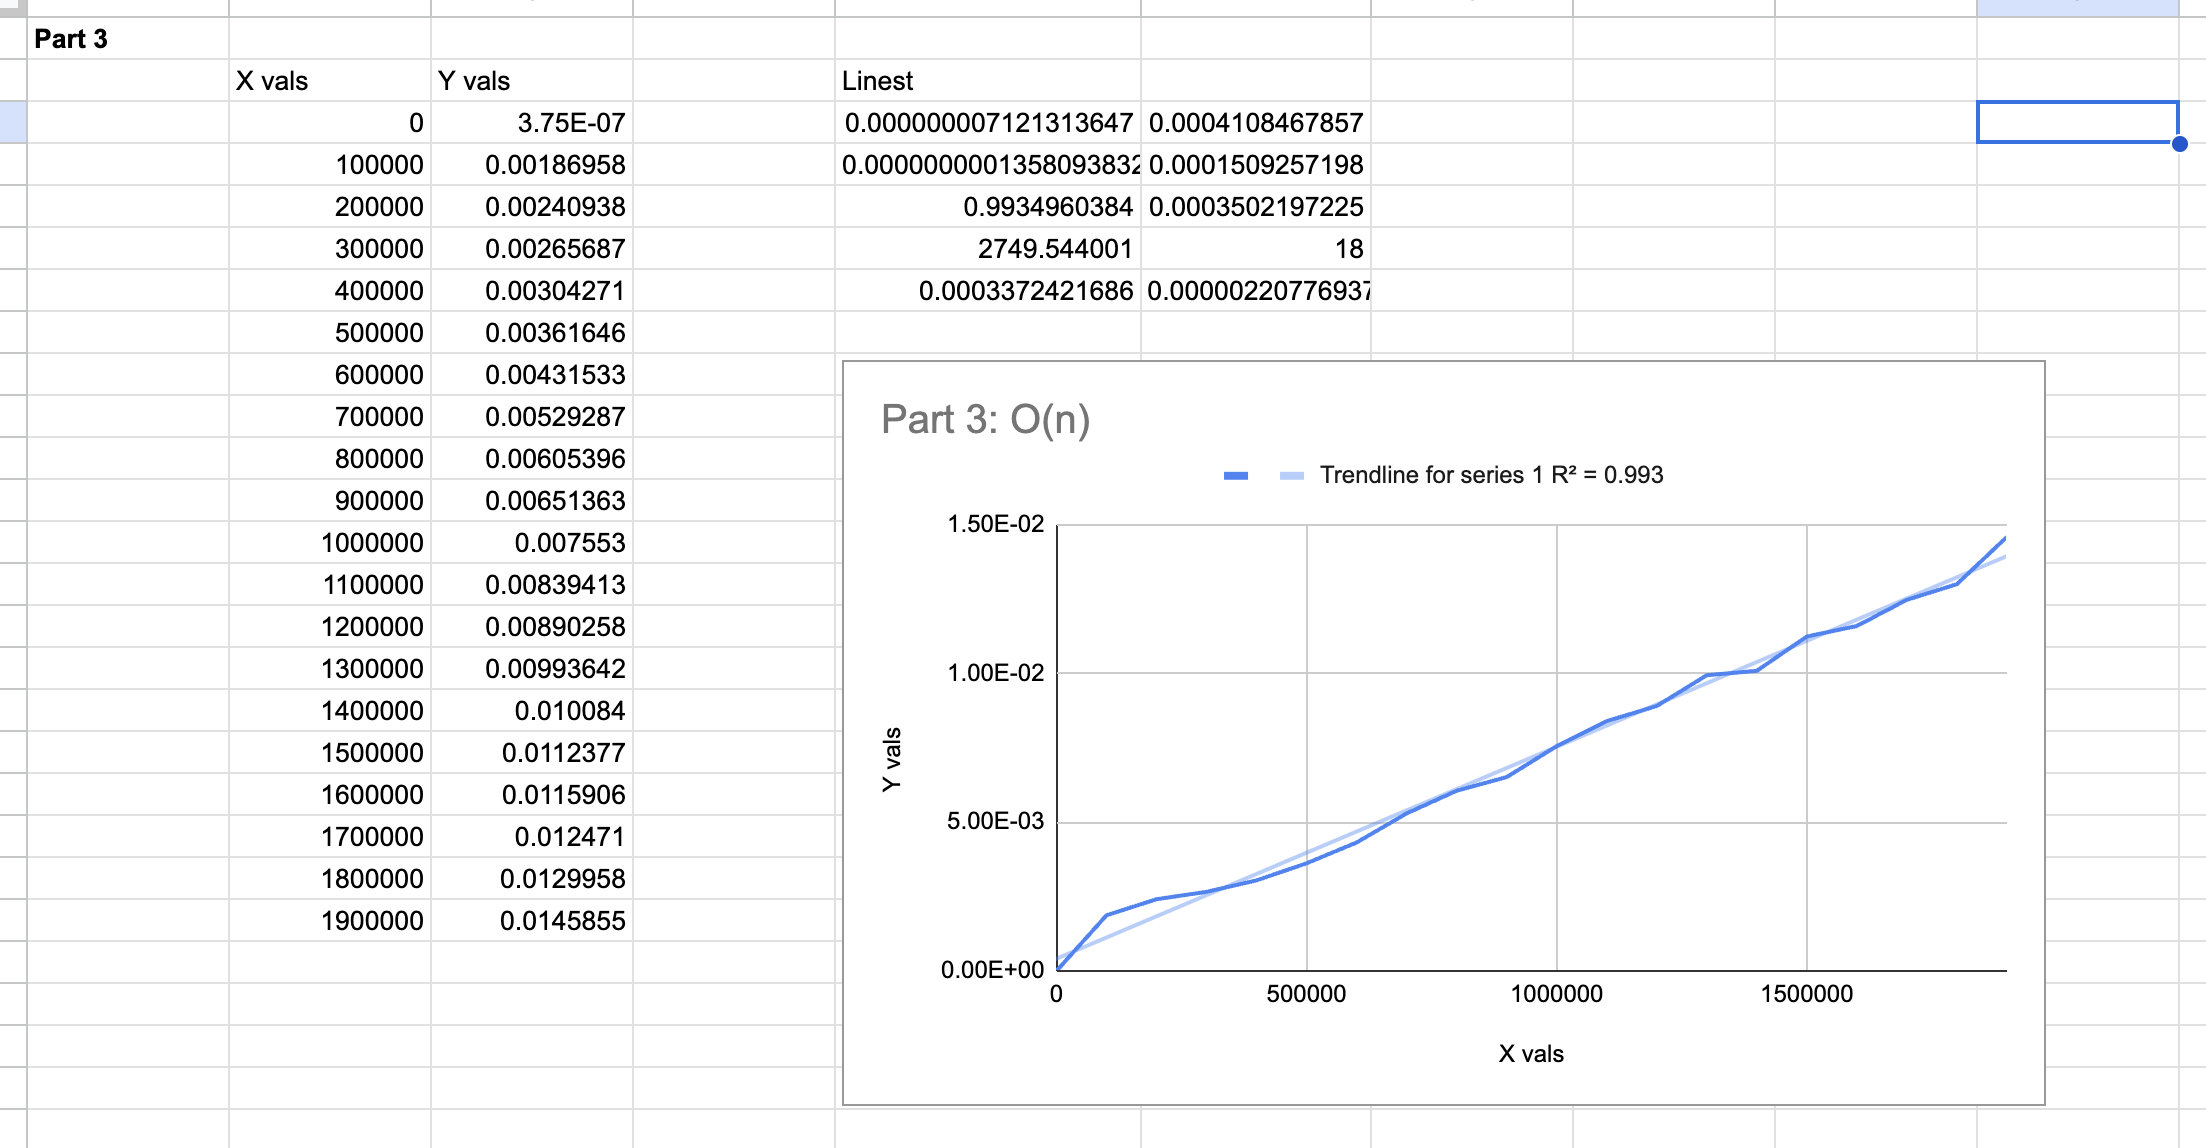 Part 3
X vals Y vals Linest
0 3.75E-07 0.000000007121313647 0.0004108467857
100000 0.00186958 0.0000000001358093832 0.0001509257198
200000 0.00240938 0.9934960384 0.0003502197225
300000 0.00265687 2749.544001 18
400000 0.00304271 0.0003372421686 0.00000220776937
500000 0.00361646
600000 0.00431533
700000 0.00529287
800000 0.00605396
900000 0.00651363
1000000 0.007553
1100000 0.00839413
1200000 0.00890258
1300000 0.00993642
1400000 0.010084
1500000 0.0112377
1600000 0.0115906
1700000 0.012471
1800000 0.0129958
1900000 0.0145855
Part 3: O(n)
Trendline for series 1 R² = 0.993
1.50E-02
1.00E-02
5.00E-03
0.00E+00
Y vals
0 500000 1000000 1500000
X vals